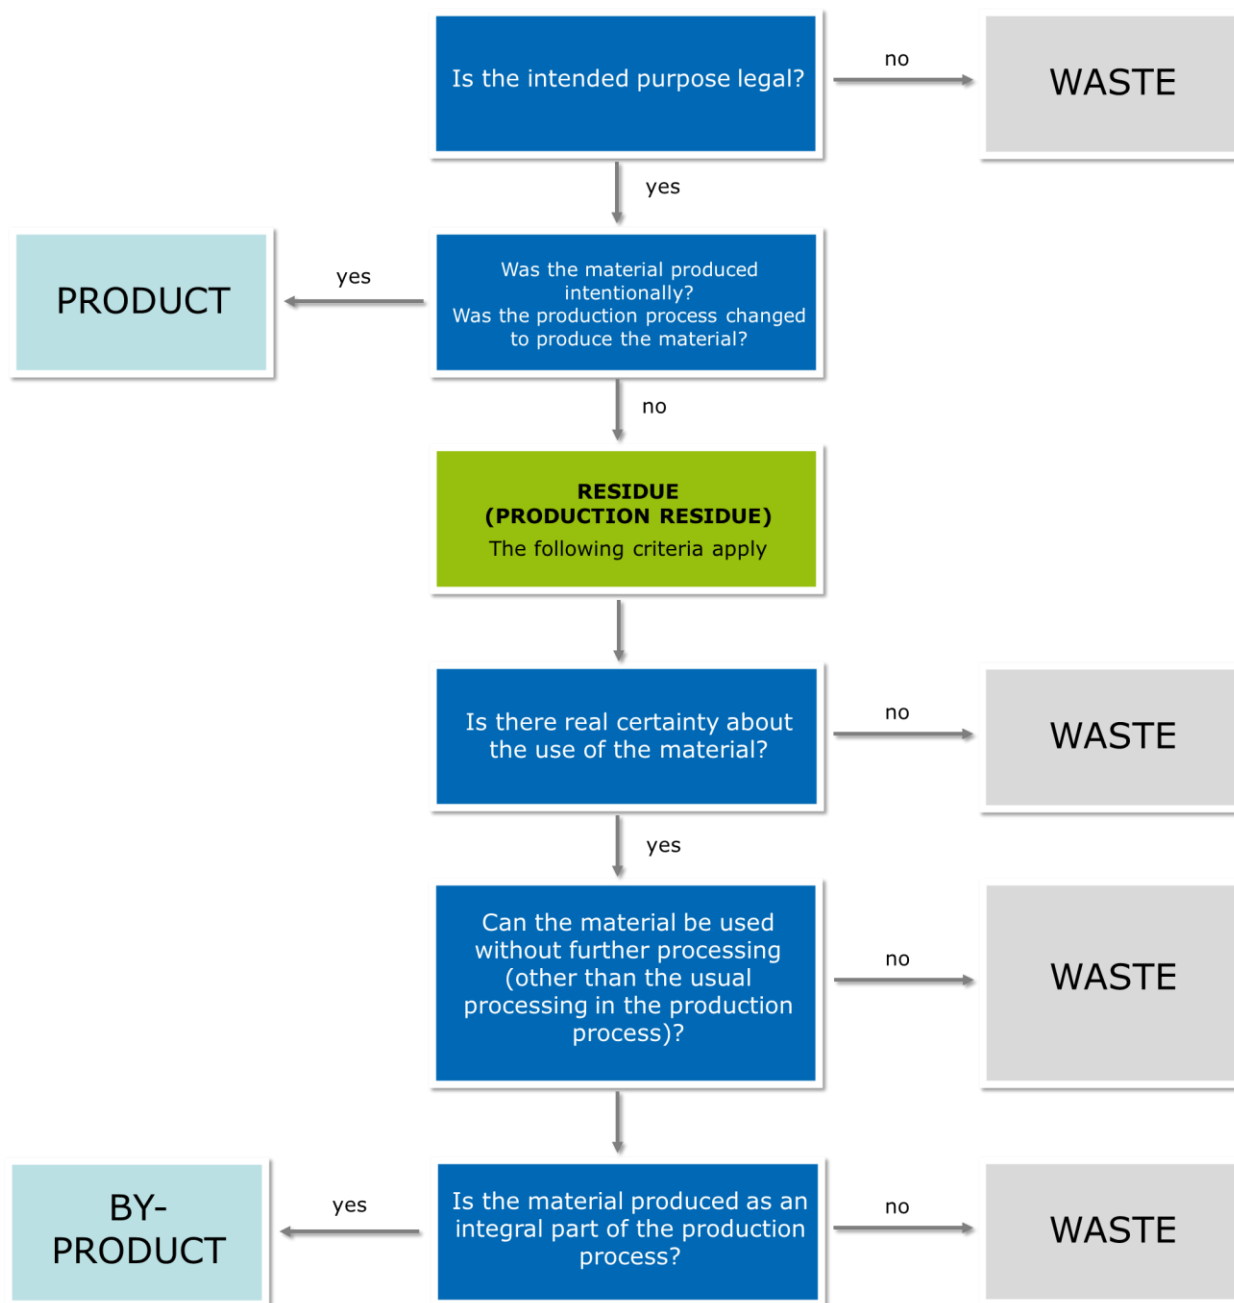 Is the intended purpose legal?
no
WASTE
yes
PRODUCT
yes
Was the material produced
intentionally?
Was the production process changed
to produce the material?
no
RESIDUE
(PRODUCTION RESIDUE)
The following criteria apply
Is there real certainty about
the use of the material?
no
WASTE
yes
Can the material be used
without further processing
(other than the usual
processing in the production
process)?
no
WASTE
BY-
PRODUCT
yes
Is the material produced as an
integral part of the production
process?
no
WASTE